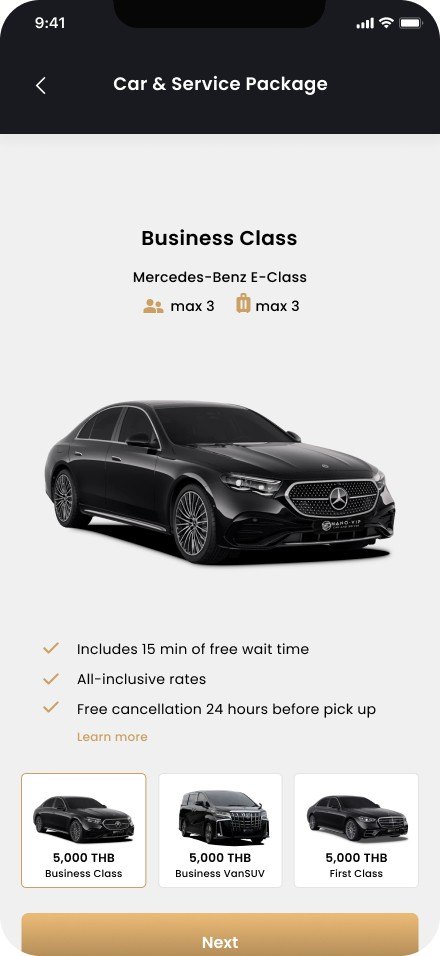 9:41
Car & Service Package
Business Class
Mercedes-Benz E-Class
max 3 max 3
NANO-VIP
Includes 15 min of free wait time
All-inclusive rates
Free cancellation 24 hours before pick up
Learn more
5,000 THB 5,000 THB 5,000 THB
Business Class Business VanSUV First Class
Next